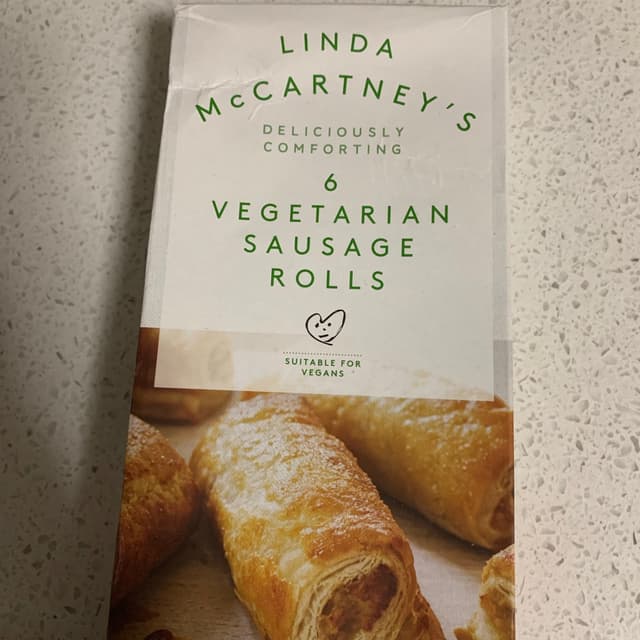 LINDA
McCARTNEY'S
DELICIOUSLY
COMFORTING
6
VEGETARIAN
SAUSAGE
ROLLS
SUITABLE FOR
VEGANS